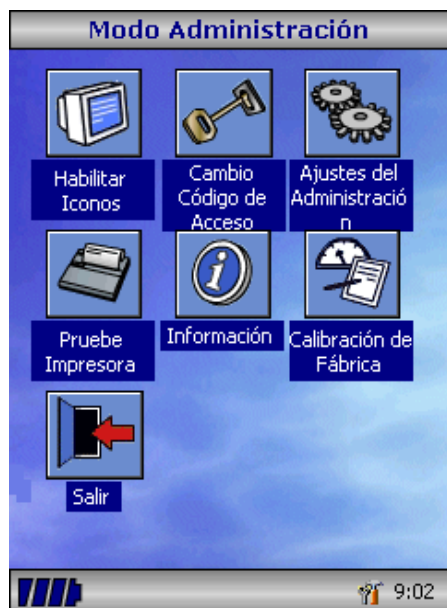 Modo Administración
Habilitar
Iconos
Cambio
Código de
Acceso
Ajustes del
Administració
n
Pruebe
Impresora
Información
Calibración de
Fábrica
Salir
9:02